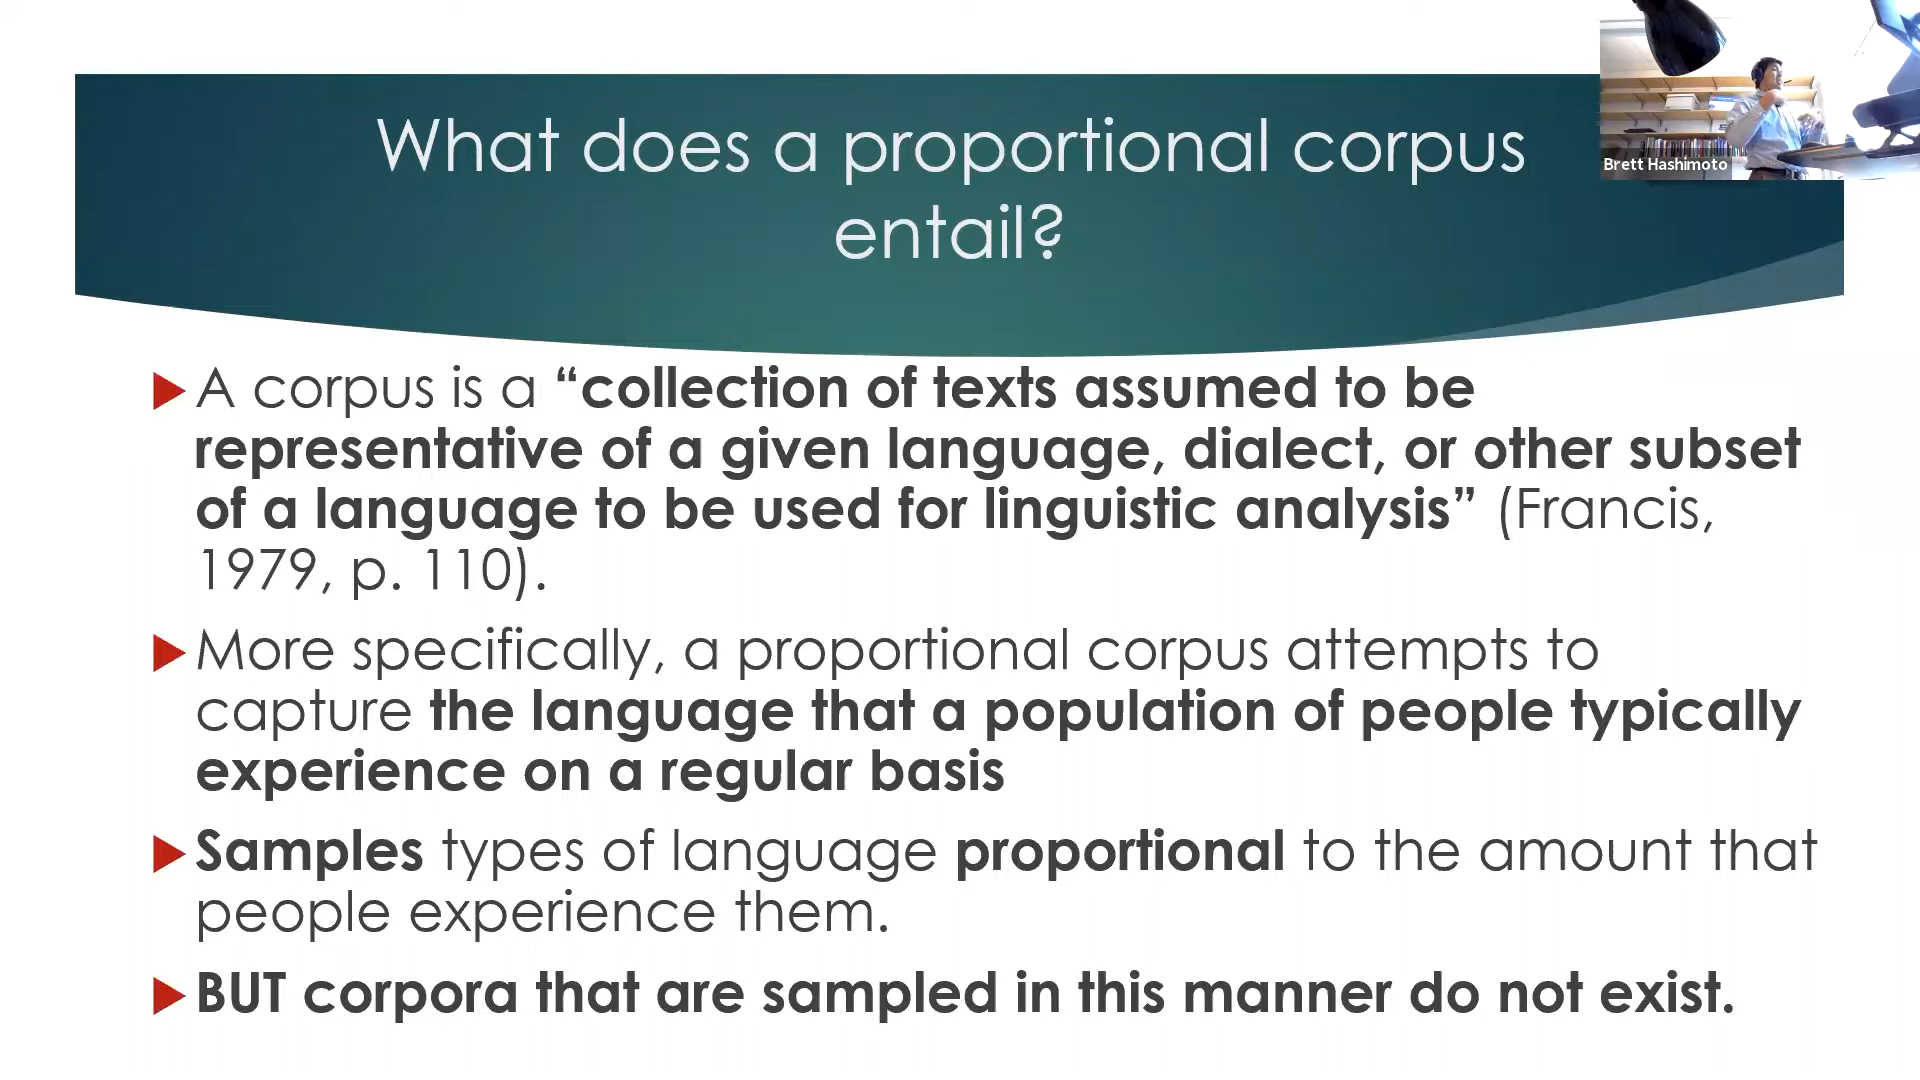 What does a proportional corpus
entail?
Brett Hashimoto
A corpus is a “collection of texts assumed to be
representative of a given language, dialect, or other subset
of a language to be used for linguistic analysis” (Francis,
1979, p. 110).
More specifically, a proportional corpus attempts to
capture the language that a population of people typically
experience on a regular basis
Samples types of language proportional to the amount that
people experience them.
BUT corpora that are sampled in this manner do not exist.